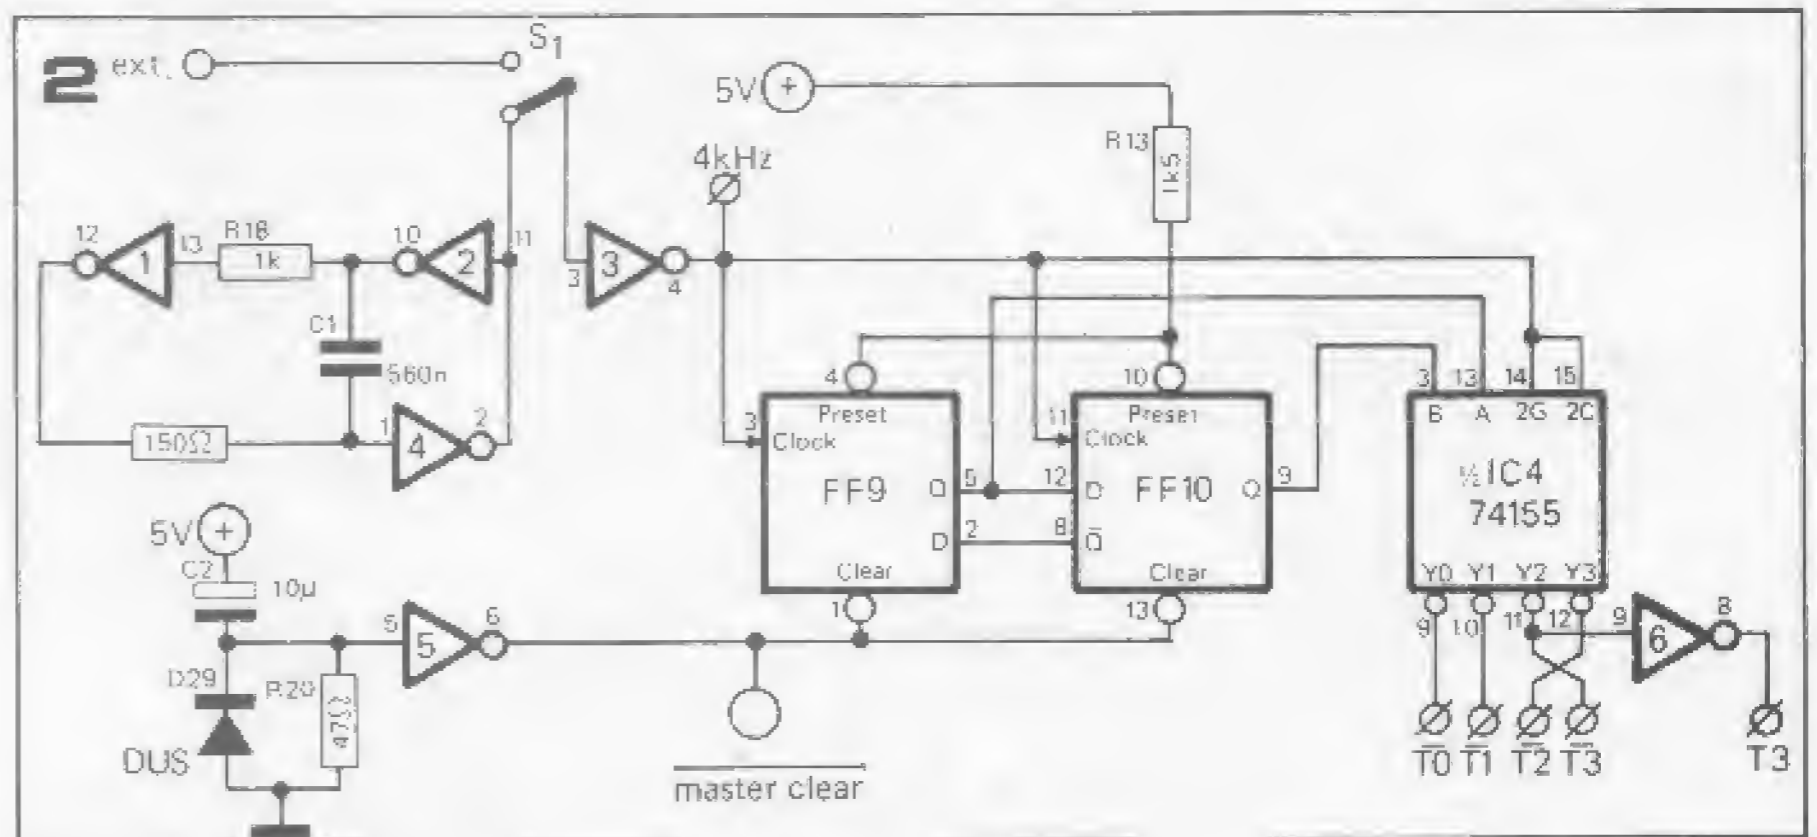 2 ext. S1
5V +
4kHz
R13
1k5
12 1 13 R18 1k 10 2 11
3 3 4
C1
560n
150Ω
1 4 2
4 Preset
3 Clock
FF9
Q 5
D 2
Clear
1
10 Preset
11 Clock
12 D
FF10
Q 9
8 Q̅
Clear
13
3 13 14 15
B A 2G 2C
½ IC4
74155
Y0 Y1 Y2 Y3
9 10 11 12
9 6 8
T̅0̅ T̅1̅ T̅2̅ T̅3̅ T3
5V +
C2
10µ
5 5 6
D29
R20
47Ω
DUS
master clear